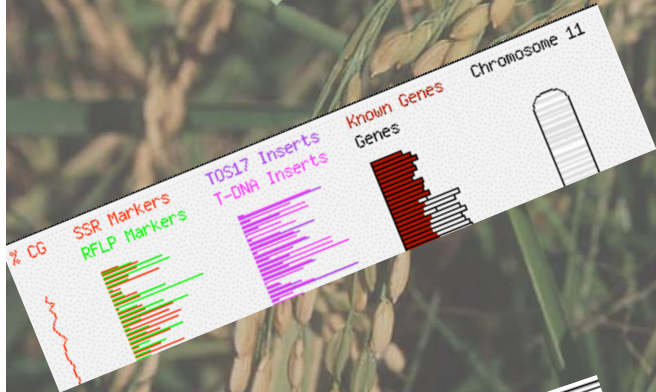 % CG
SSR Markers
RFLP Markers
TOS17 Inserts
T-DNA Inserts
Known Genes
Genes
Chromosome 11